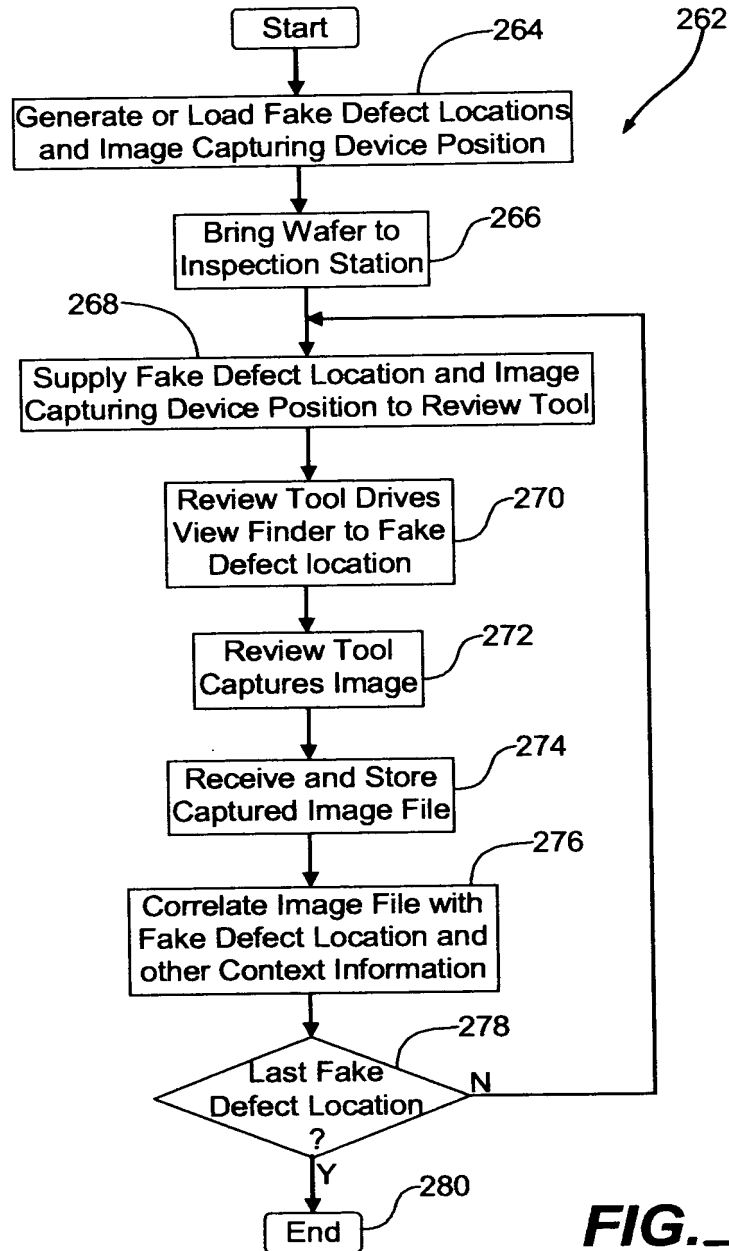 Start
264
262
Generate or Load Fake Defect Locations
and Image Capturing Device Position
266
Bring Wafer to
Inspection Station
268
Supply Fake Defect Location and Image
Capturing Device Position to Review Tool
270
Review Tool Drives
View Finder to Fake
Defect location
272
Review Tool
Captures Image
274
Receive and Store
Captured Image File
276
Correlate Image File with
Fake Defect Location and
other Context Information
278
Last Fake
Defect Location
?
N
Y
280
End
FIG._